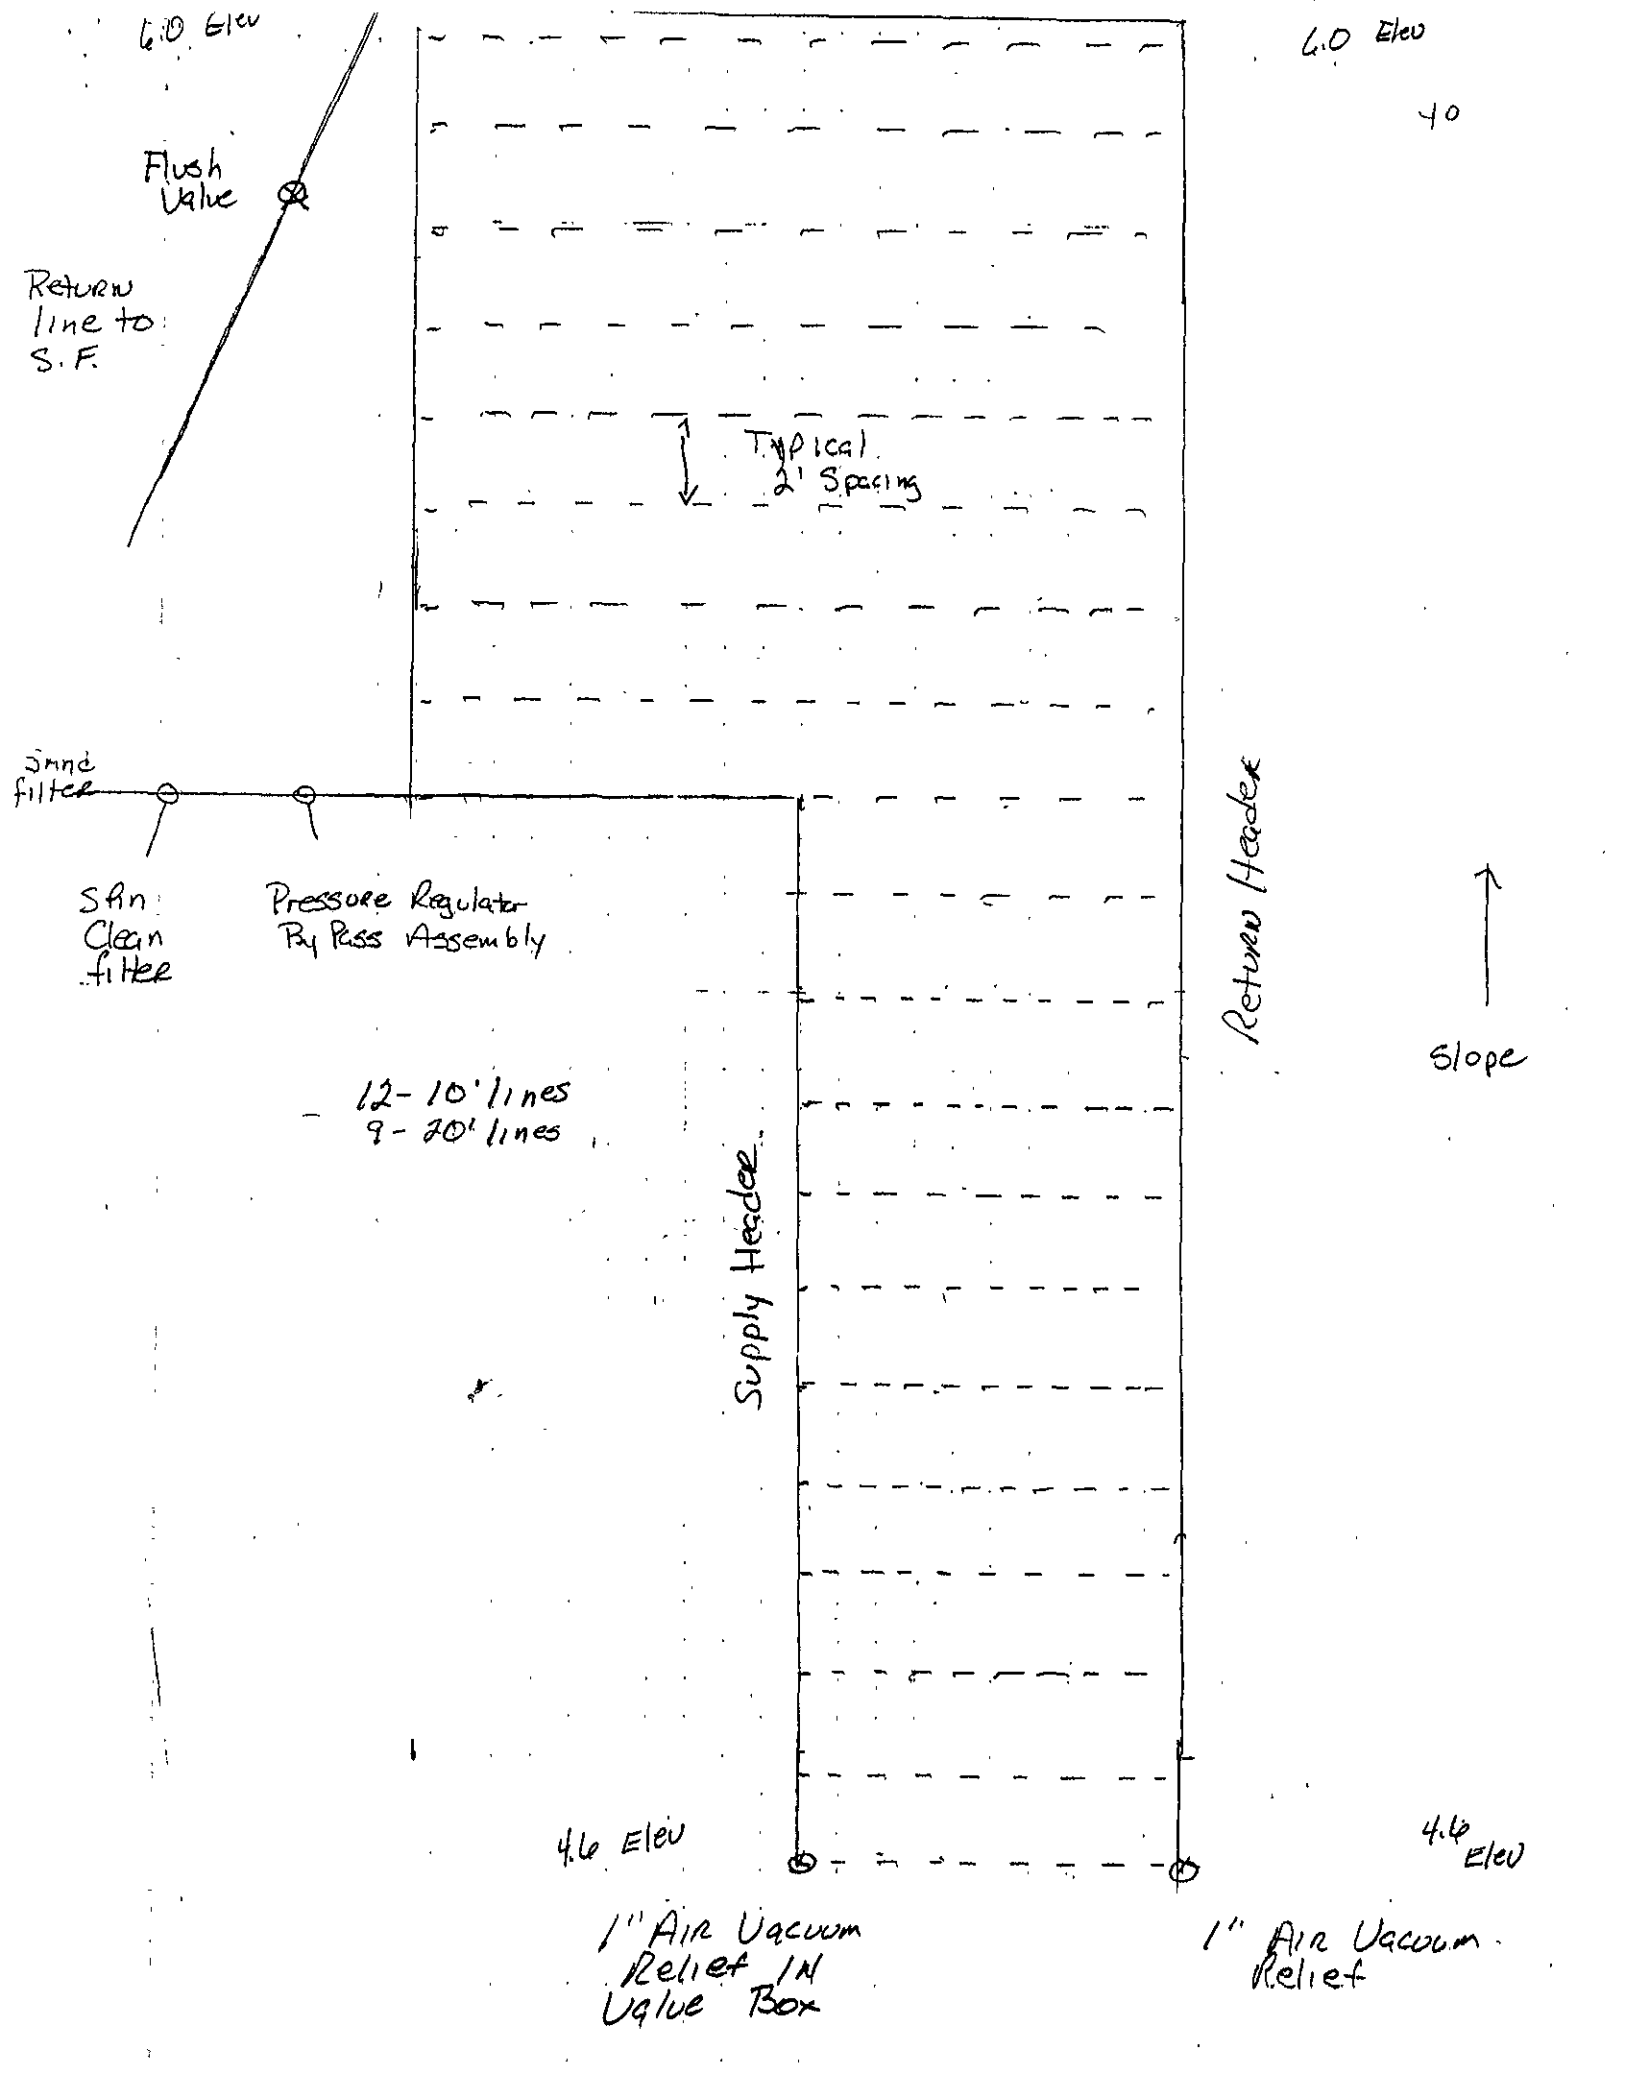 6.0 Elev
6.0 Elev
Flush
Valve
Return
line to
S.F.
Typical
2' Spacing
Sand
filter
Spin
Clean
filter
Pressure Regulator
By Pass Assembly
Return Header
Slope
12-10' lines
9-20' lines
Supply Header
4.6 Elev
4.6
Elev
1" Air Vacuum
Relief IN
Valve Box
1" Air Vacuum
Relief